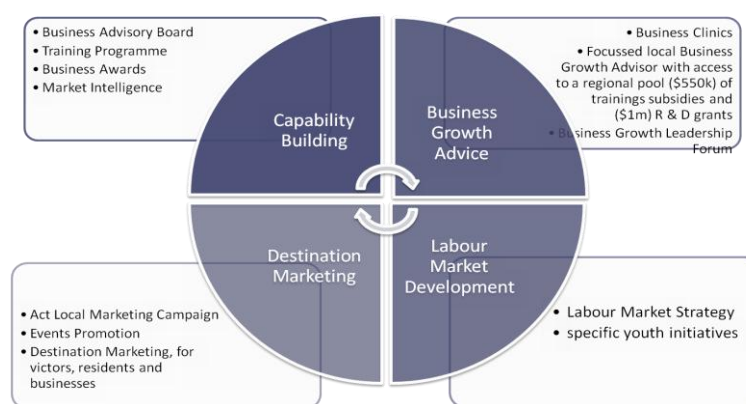 • Business Advisory Board
• Training Programme
• Business Awards
• Market Intelligence
Capability
Building
Business
Growth
Advice
• Business Clinics
• Focussed local Business
Growth Advisor with access
to a regional pool ($550k) of
trainings subsidies and
($1m) R & D grants
• Business Growth Leadership
Forum
Destination
Marketing
Labour
Market
Development
• Act Local Marketing Campaign
• Events Promotion
• Destination Marketing, for
victors, residents and
businesses
• Labour Market Strategy
• specific youth initiatives